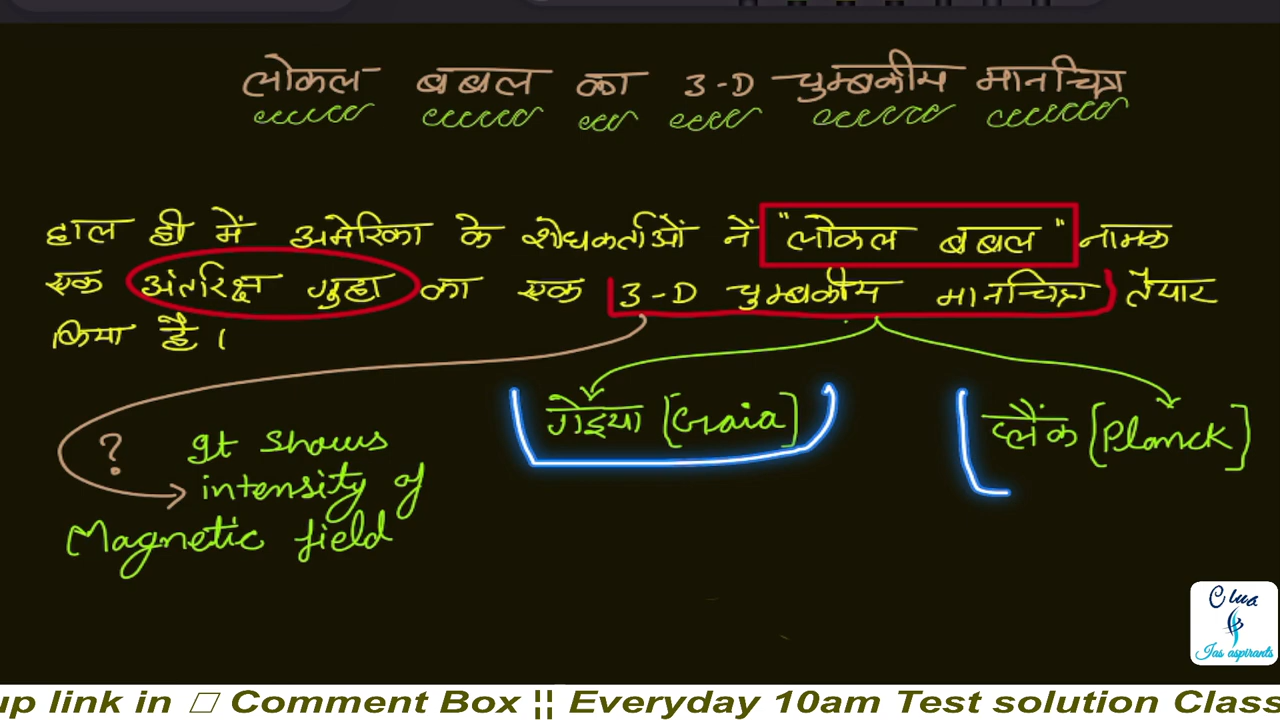 लोकल बबल का 3-D चुम्बकीय मानचित्र
हाल ही में अमेरिका के शोधकर्ताओं नें "लोकल बबल" नामक
एक अंतरिक्ष गुहा का एक 3-D चुम्बकीय मानचित्र तैयार
किया है।
गेइया [Gaia]
प्लैंक [Planck]
? It shows
intensity of
Magnetic field
Clua
Ias aspirants
up link in □ Comment Box ¦¦ Everyday 10am Test solution Class